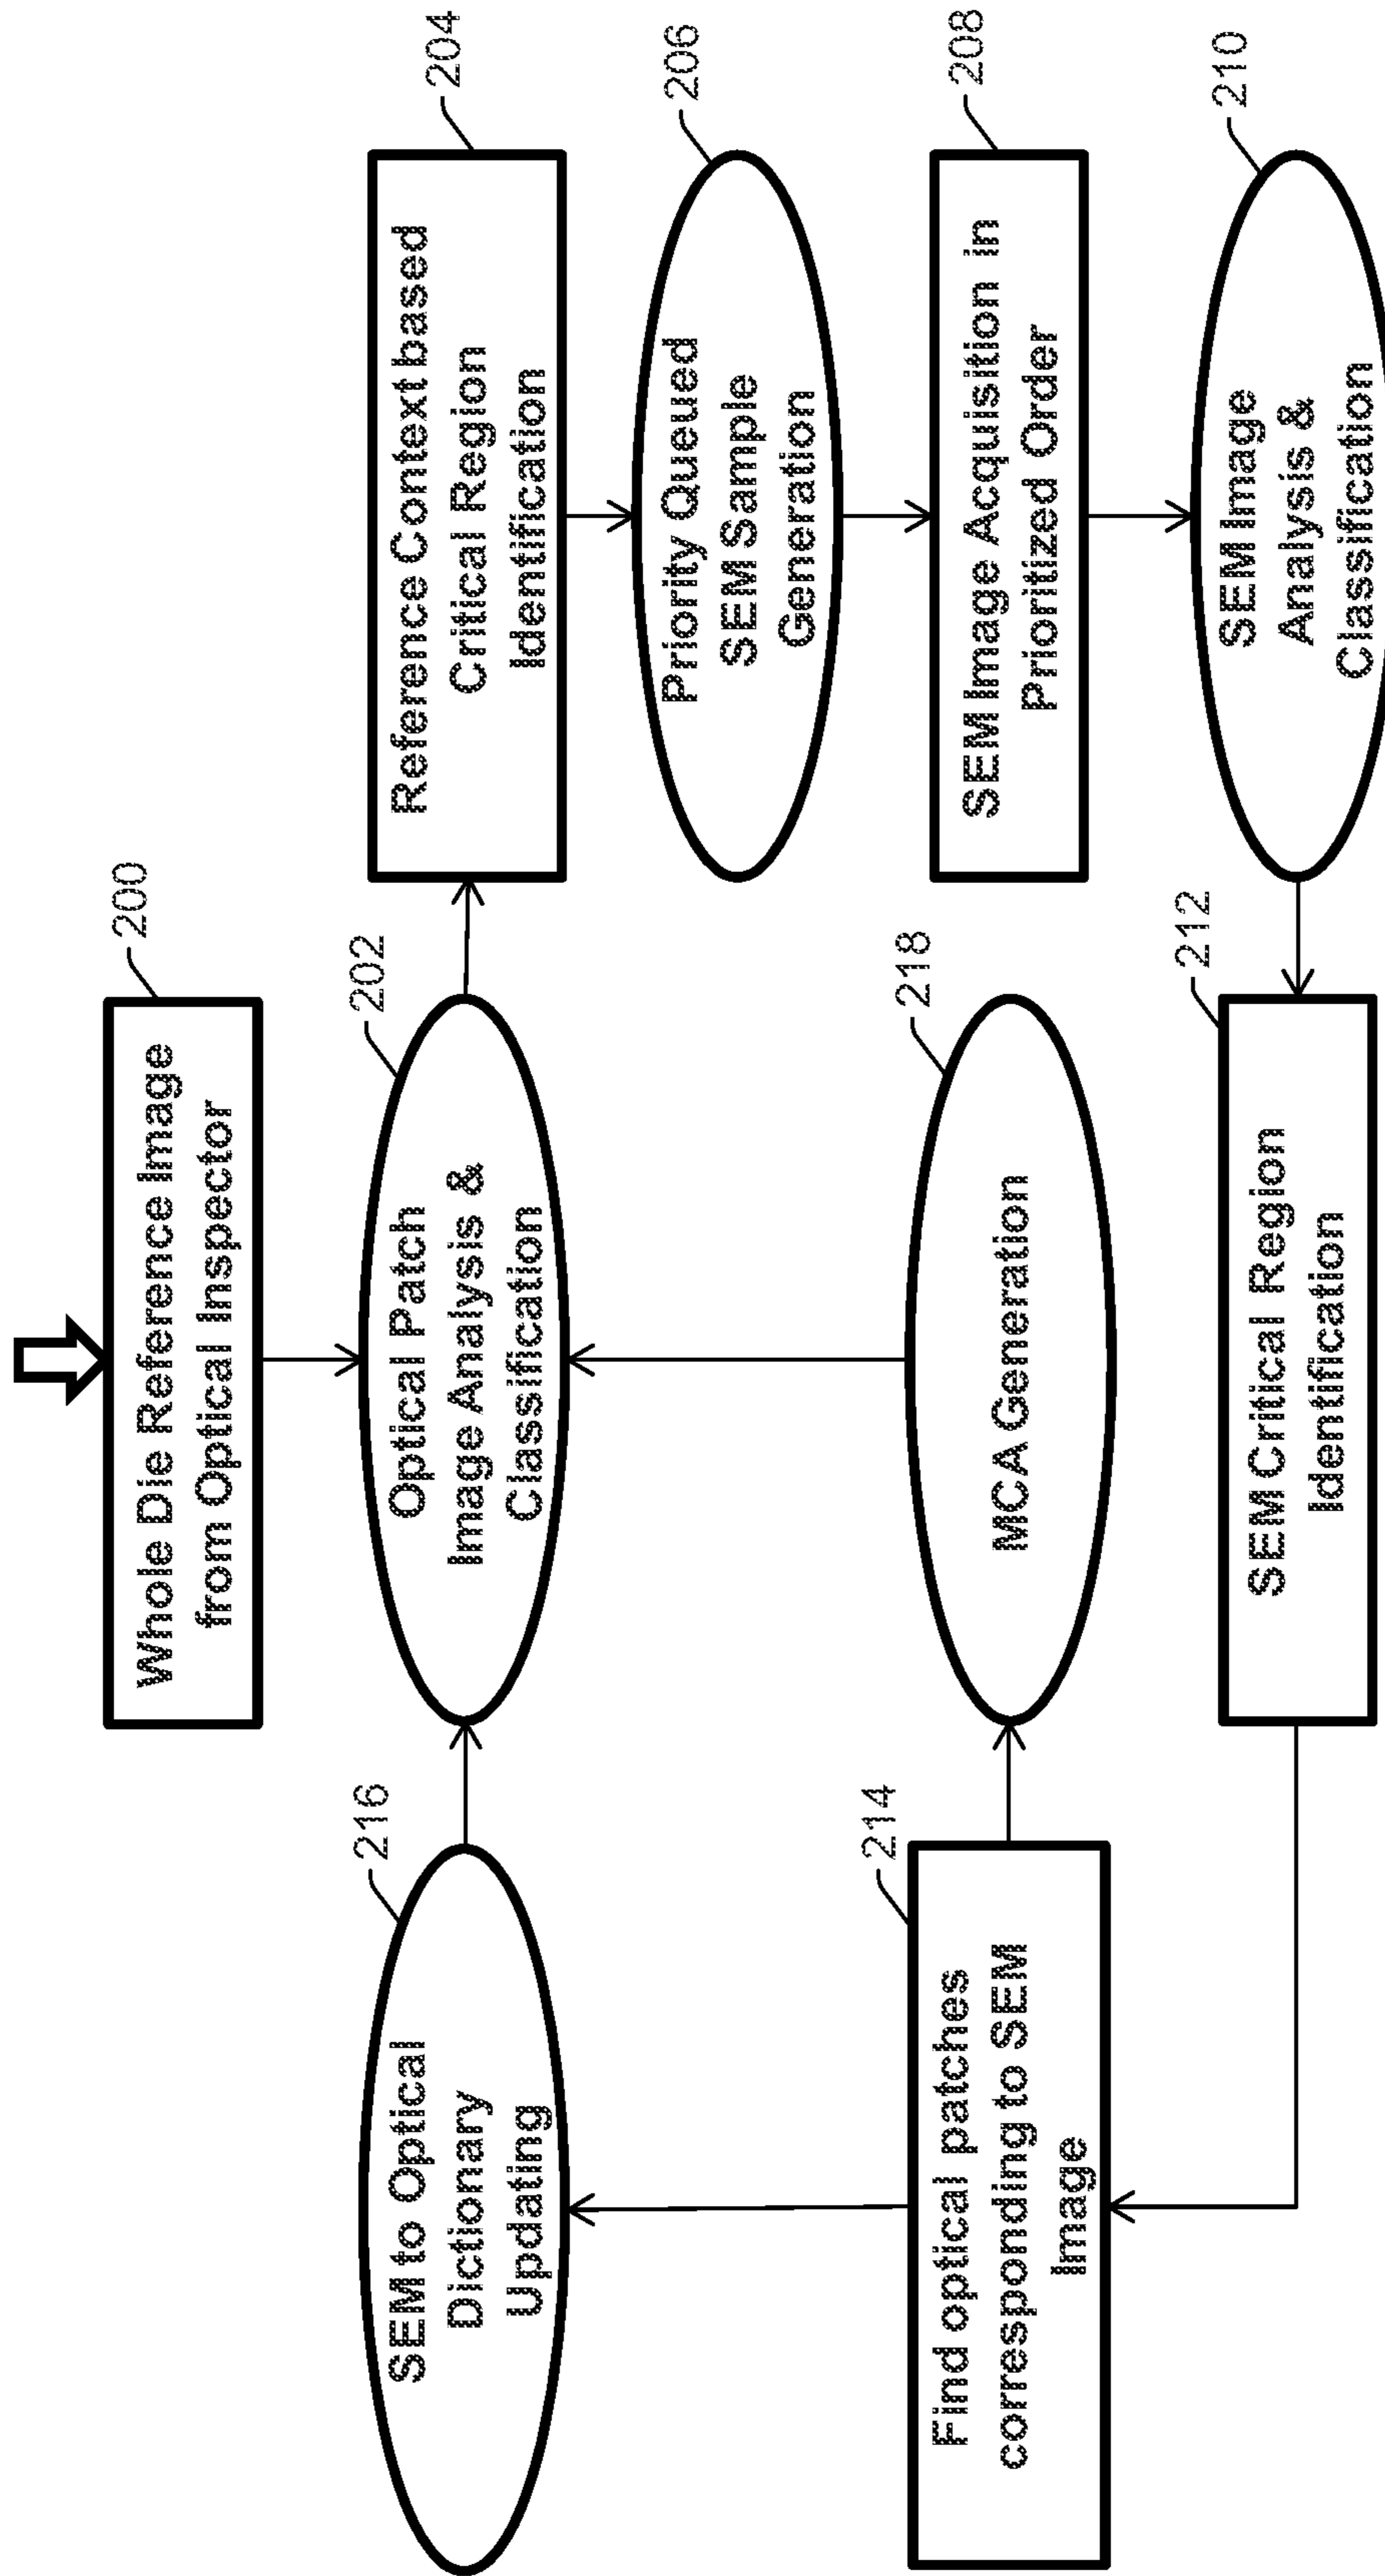 200
Whole Die Reference Image
from Optical Inspector
202
Optical Patch
Image Analysis &
Classification
204
Reference Context based
Critical Region
Identification
206
Priority Queued
SEM Sample
Generation
208
SEM Image Acquisition in
Prioritized Order
210
SEM Image
Analysis &
Classification
212
SEM Critical Region
Identification
214
Find optical patches
corresponding to SEM
Image
216
SEM to Optical
Dictionary
Updating
218
MCA Generation